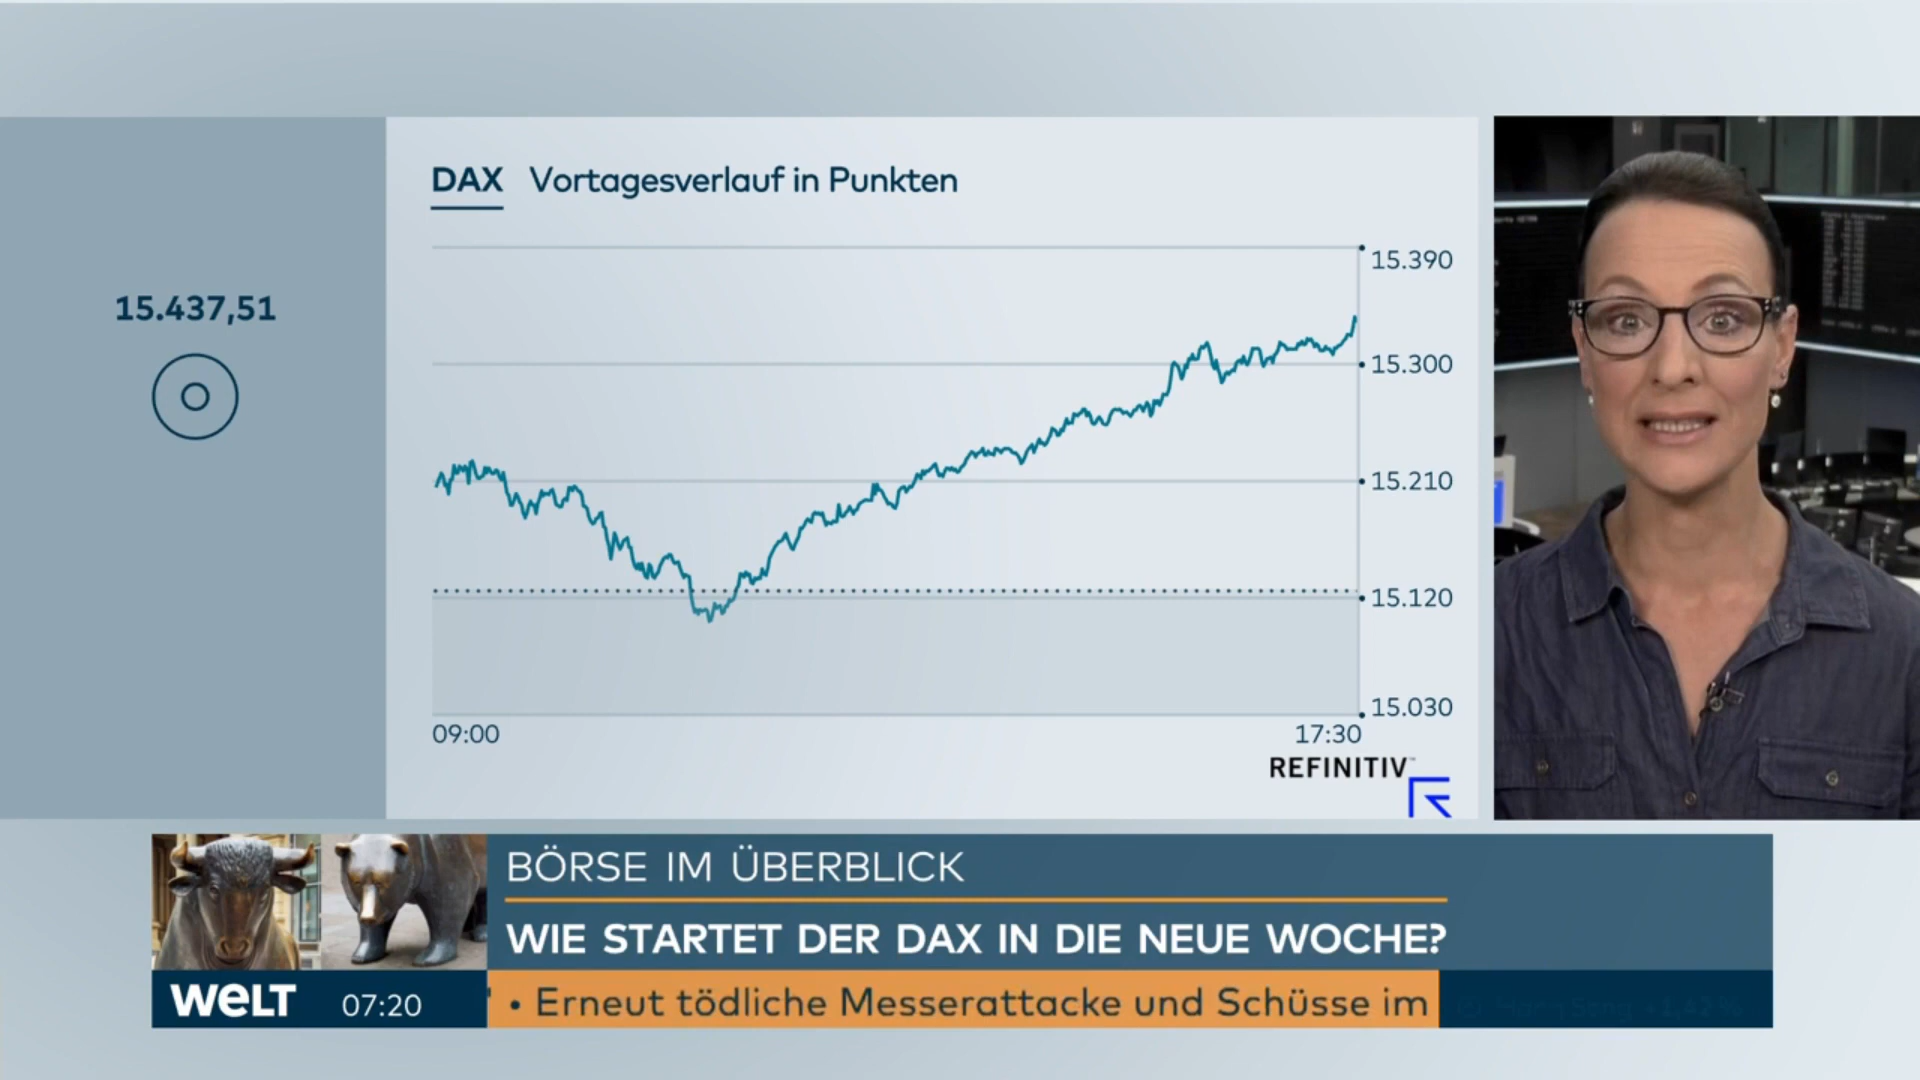 DAX Vortagesverlauf in Punkten
15.437,51
15.390
15.300
15.210
15.120
15.030
09:00 17:30
REFINITIV
BÖRSE IM ÜBERBLICK
WIE STARTET DER DAX IN DIE NEUE WOCHE?
WELT 07:20 • Erneut tödliche Messerattacke und Schüsse im